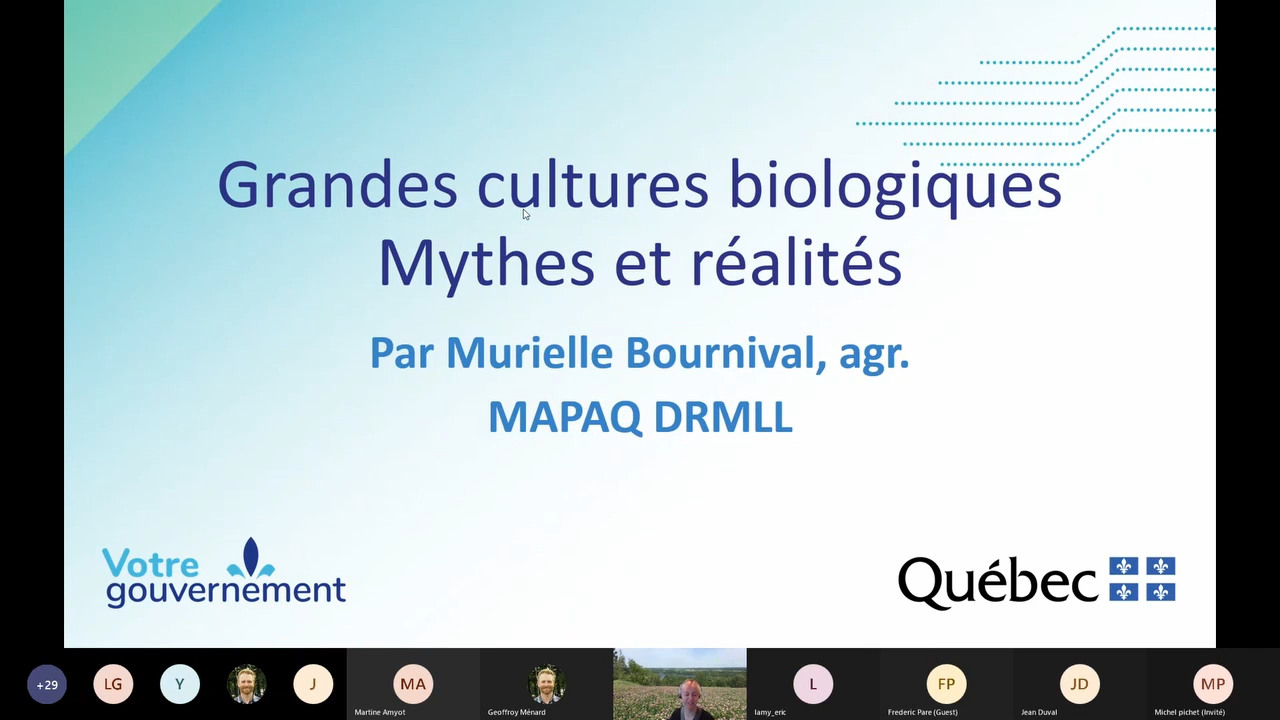 Grandes cultures biologiques
Mythes et réalités
Par Murielle Bournival, agr.
MAPAQ DRMLL
Votre
gouvernement
Québec
+29
LG
Y
J
MA
Martine Amyot
Geoffroy Ménard
L
lamy_eric
FP
Frederic Pare (Guest)
JD
Jean Duval
MP
Michel pichet (Invité)